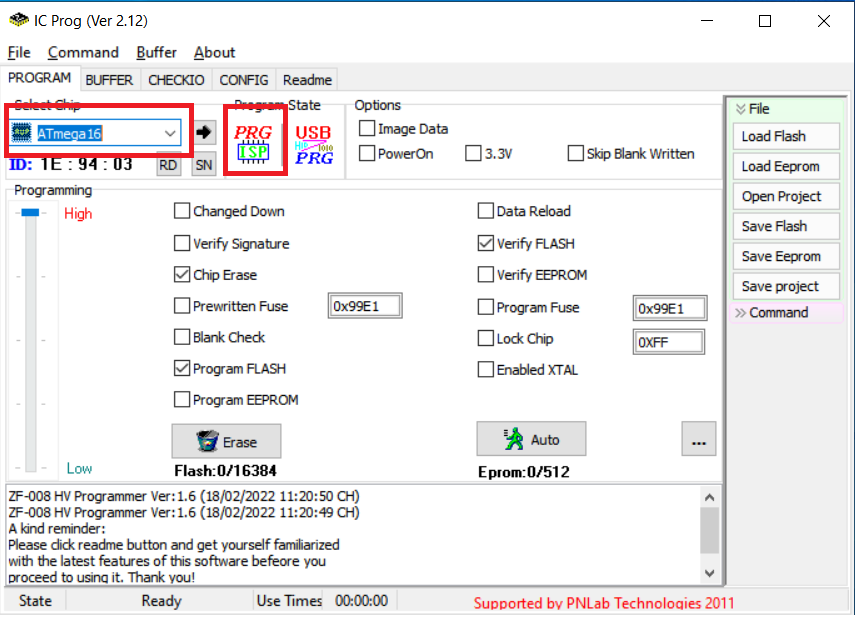 IC Prog (Ver 2.12)
File Command Buffer About
PROGRAM BUFFER CHECKIO CONFIG Readme
Select Chip Program State Options
ATmega16
PRG
ISP
USB
PRG
Image Data
PowerOn 3.3V Skip Blank Written
ID: 1E : 94 : 03 RD SN
Programming
High
Changed Down Data Reload
Verify Signature Verify FLASH
Chip Erase Verify EEPROM
Prewritten Fuse 0x99E1 Program Fuse 0x99E1
Blank Check Lock Chip 0XFF
Program FLASH Enabled XTAL
Program EEPROM
Erase Auto ...
Low Flash:0/16384 Eprom:0/512
File
Load Flash
Load Eeprom
Open Project
Save Flash
Save Eeprom
Save project
Command
ZF-008 HV Programmer Ver:1.6 (18/02/2022 11:20:50 CH)
ZF-008 HV Programmer Ver:1.6 (18/02/2022 11:20:49 CH)
A kind reminder:
Please click readme button and get yourself familiarized
with the latest features of this software befeore you
proceed to using it. Thank you!
State Ready Use Times 00:00:00 Supported by PNLab Technologies 2011